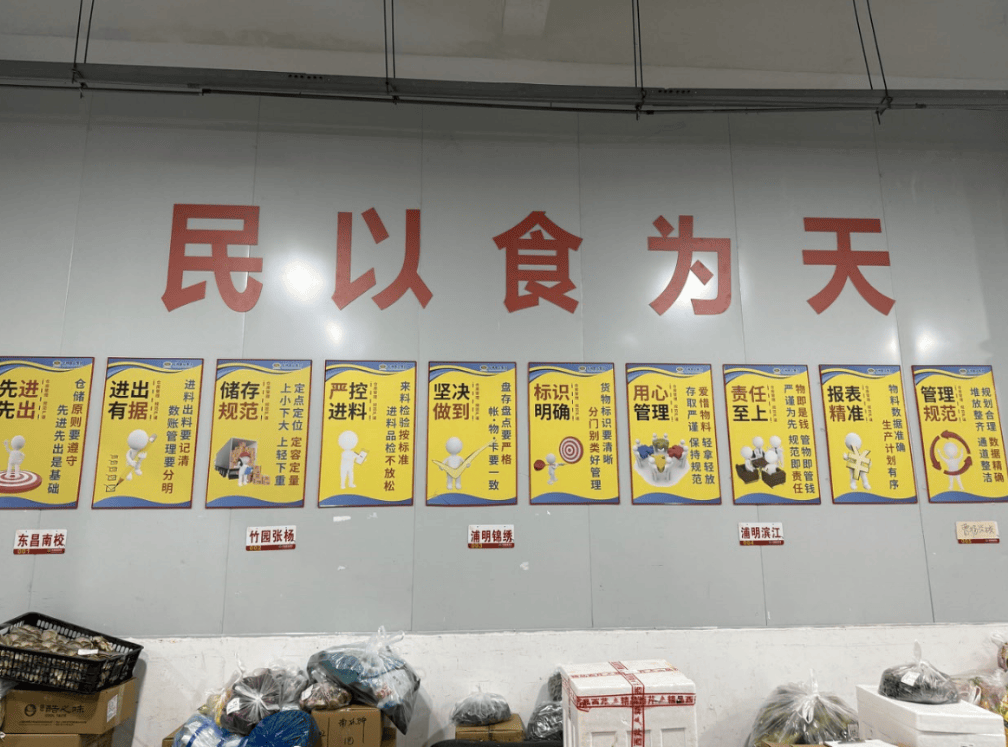 民以食为天
先进
先出
仓储原则要遵守
先进先出是基础
进出
有据
进料出料要记清
数账管理要分明
储存
规范
定点定位 定容定量
上小下大 上轻下重
严控
进料
来料检验按标准
进料品检不放松
坚决
做到
盘存盘点要严格
帐·物·卡要一致
标识
明确
货物标识要清晰
分门别类好管理
用心
管理
爱惜物料 轻拿轻放
存取严谨 保持规范
责任
至上
物即是钱 管物即管钱
严谨为先 规范即责任
报表
精准
物料数据准确
生产计划有序
管理
规范
规划合理 数据精确
堆放整齐 通道整洁
东昌南校
竹园张杨
浦明锦绣
浦明滨江